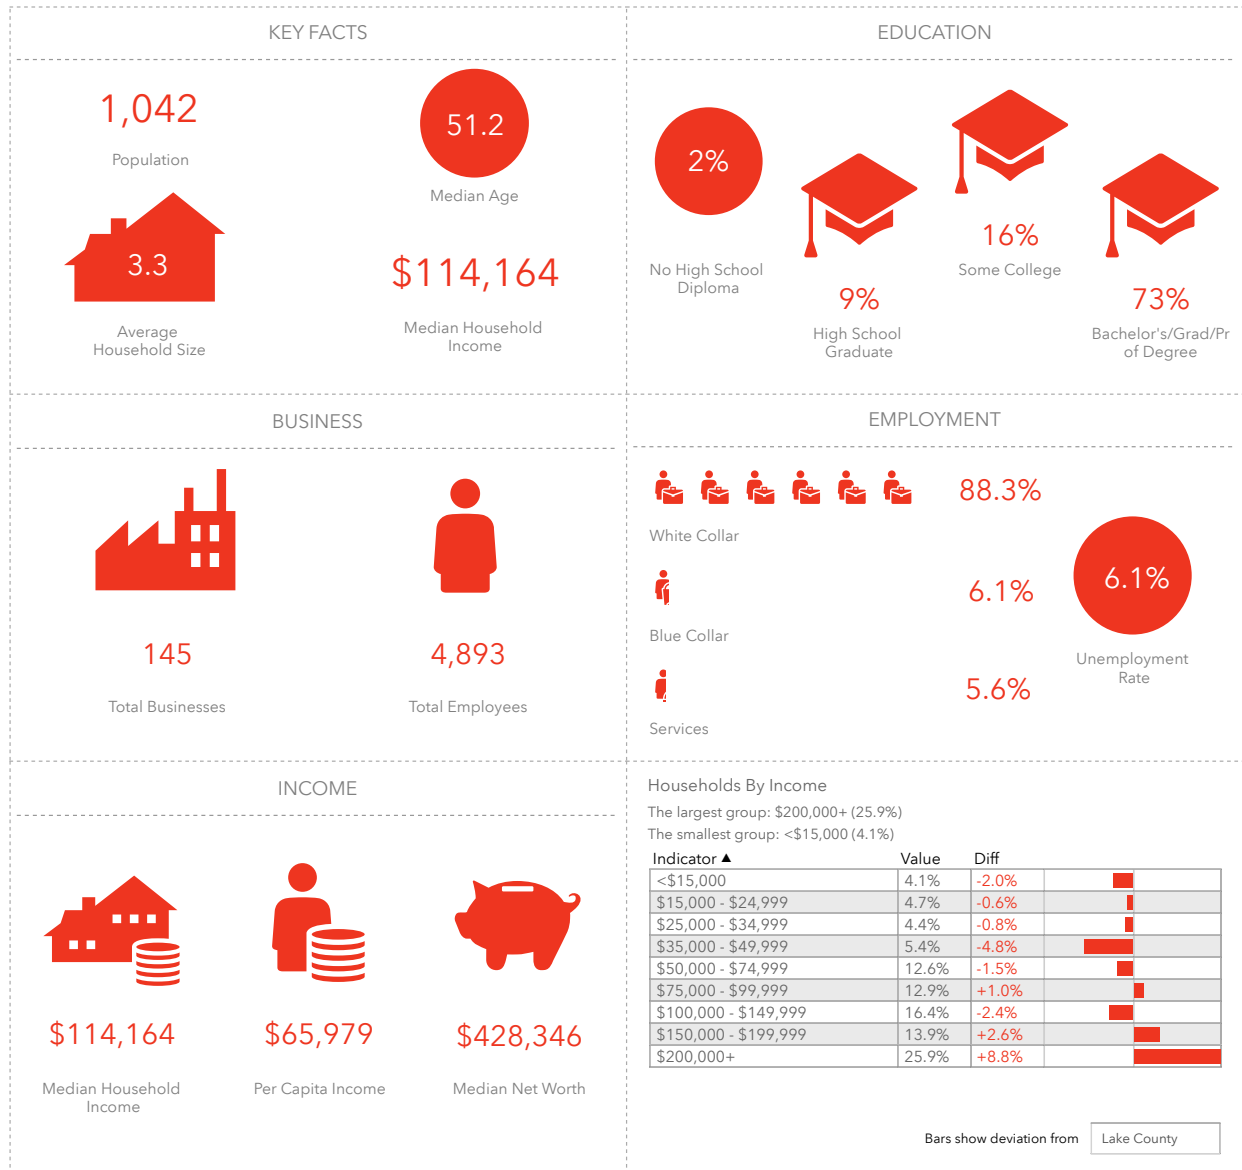 KEY FACTS
1,042
Population
51.2
Median Age
3.3
Average
Household Size
$114,164
Median Household
Income
EDUCATION
2%
No High School
Diploma
9%
High School
Graduate
16%
Some College
73%
Bachelor's/Grad/Pr
of Degree
BUSINESS
145
Total Businesses
4,893
Total Employees
EMPLOYMENT
88.3%
White Collar
6.1%
Blue Collar
5.6%
Services
6.1%
Unemployment
Rate
INCOME
$114,164
Median Household
Income
$65,979
Per Capita Income
$428,346
Median Net Worth
Households By Income
The largest group: $200,000+ (25.9%)
The smallest group: <$15,000 (4.1%)
Indicator ▲ Value Diff
<$15,000 4.1% -2.0%
$15,000 - $24,999 4.7% -0.6%
$25,000 - $34,999 4.4% -0.8%
$35,000 - $49,999 5.4% -4.8%
$50,000 - $74,999 12.6% -1.5%
$75,000 - $99,999 12.9% +1.0%
$100,000 - $149,999 16.4% -2.4%
$150,000 - $199,999 13.9% +2.6%
$200,000+ 25.9% +8.8%
Bars show deviation from Lake County